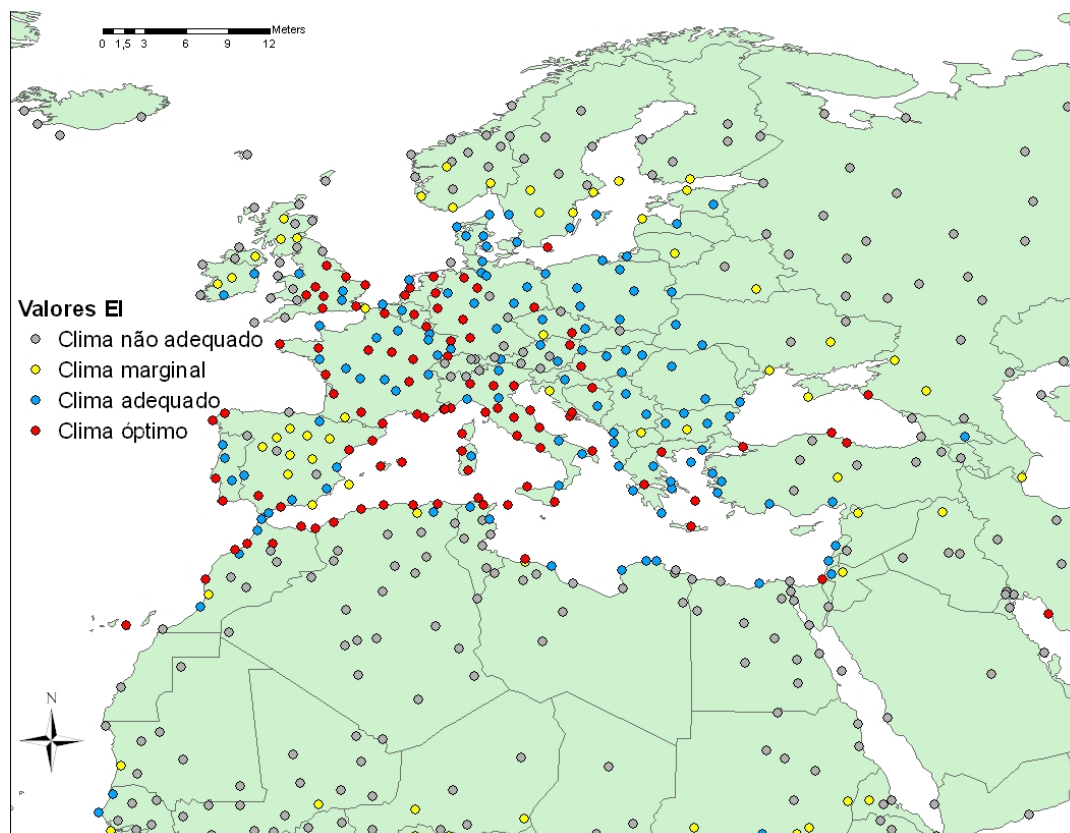 Meters
0 1,5 3 6 9 12
Valores EI
Clima não adequado
Clima marginal
Clima adequado
Clima óptimo
N